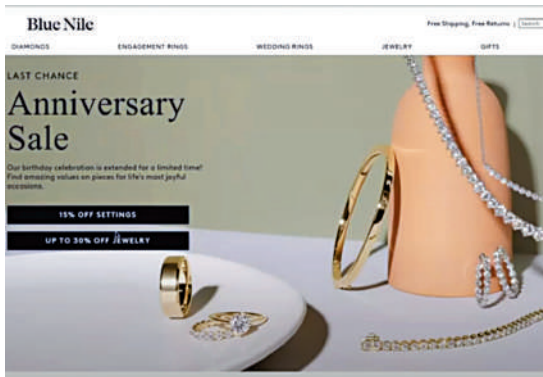 Blue Nile
Free Shipping, Free Returns | Search
DIAMONDS ENGAGEMENT RINGS WEDDING RINGS JEWELRY GIFTS
LAST CHANCE
Anniversary
Sale
Our birthday celebration is extended for a limited time!
Find amazing values on pieces for life's most joyful
occasions.
15% OFF SETTINGS
UP TO 30% OFF JEWELRY